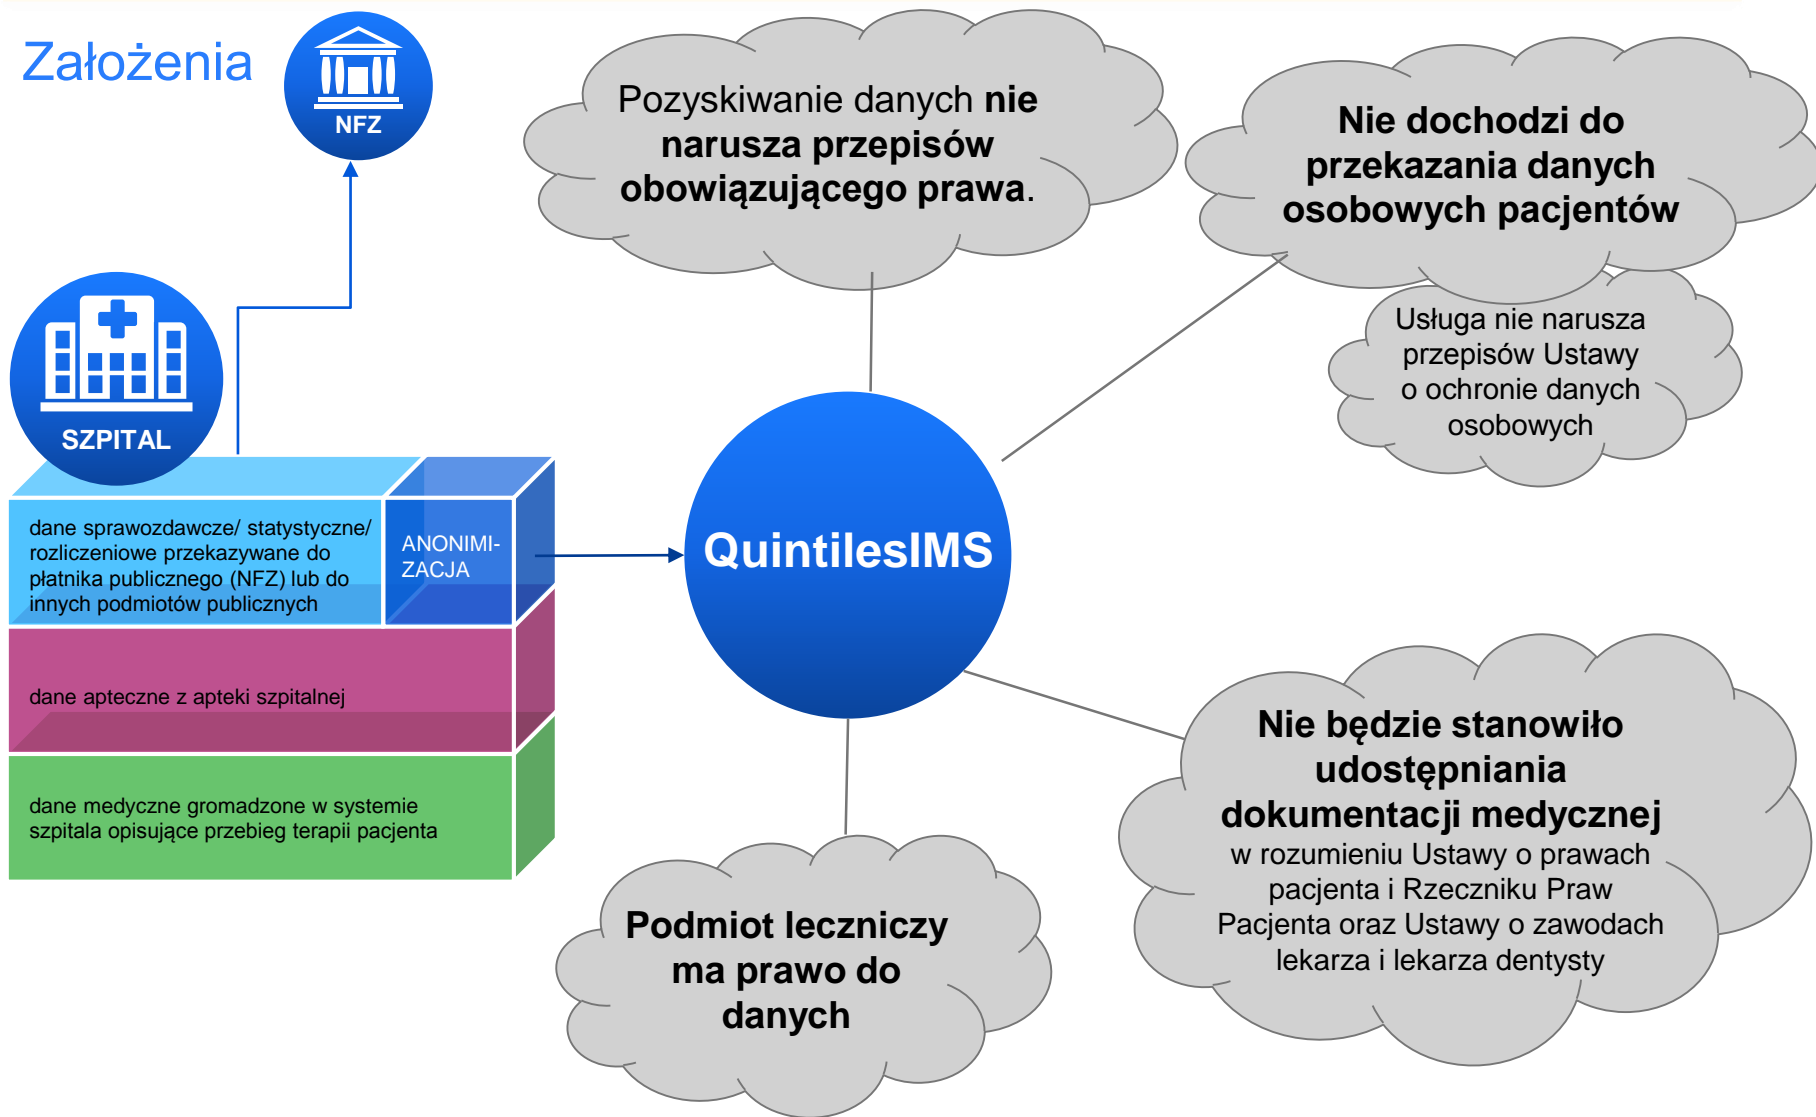 Założenia
NFZ
SZPITAL
dane sprawozdawcze/ statystyczne/
rozliczeniowe przekazywane do
płatnika publicznego (NFZ) lub do
innych podmiotów publicznych
ANONIMI-
ZACJA
dane apteczne z apteki szpitalnej
dane medyczne gromadzone w systemie
szpitala opisujące przebieg terapii pacjenta
QuintilesIMS
Pozyskiwanie danych nie
narusza przepisów
obowiązującego prawa.
Nie dochodzi do
przekazania danych
osobowych pacjentów
Usługa nie narusza
przepisów Ustawy
o ochronie danych
osobowych
Nie będzie stanowiło
udostępniania
dokumentacji medycznej
w rozumieniu Ustawy o prawach
pacjenta i Rzeczniku Praw
Pacjenta oraz Ustawy o zawodach
lekarza i lekarza dentysty
Podmiot leczniczy
ma prawo do
danych